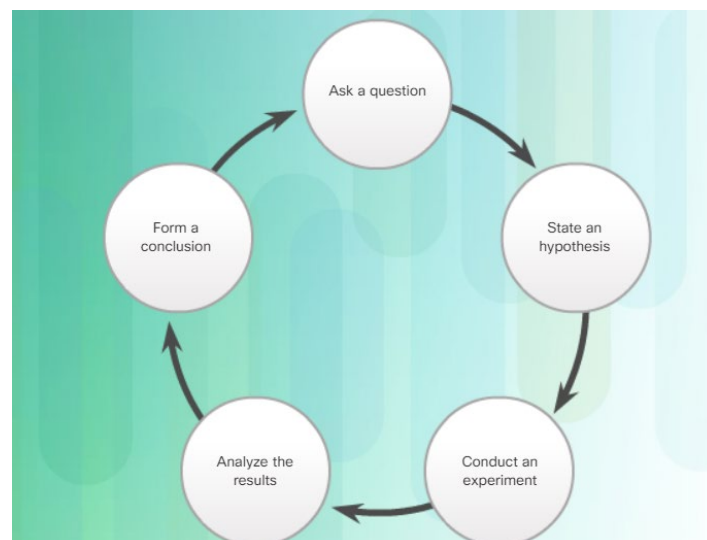 Ask a question
State an
hypothesis
Conduct an
experiment
Analyze the
results
Form a
conclusion